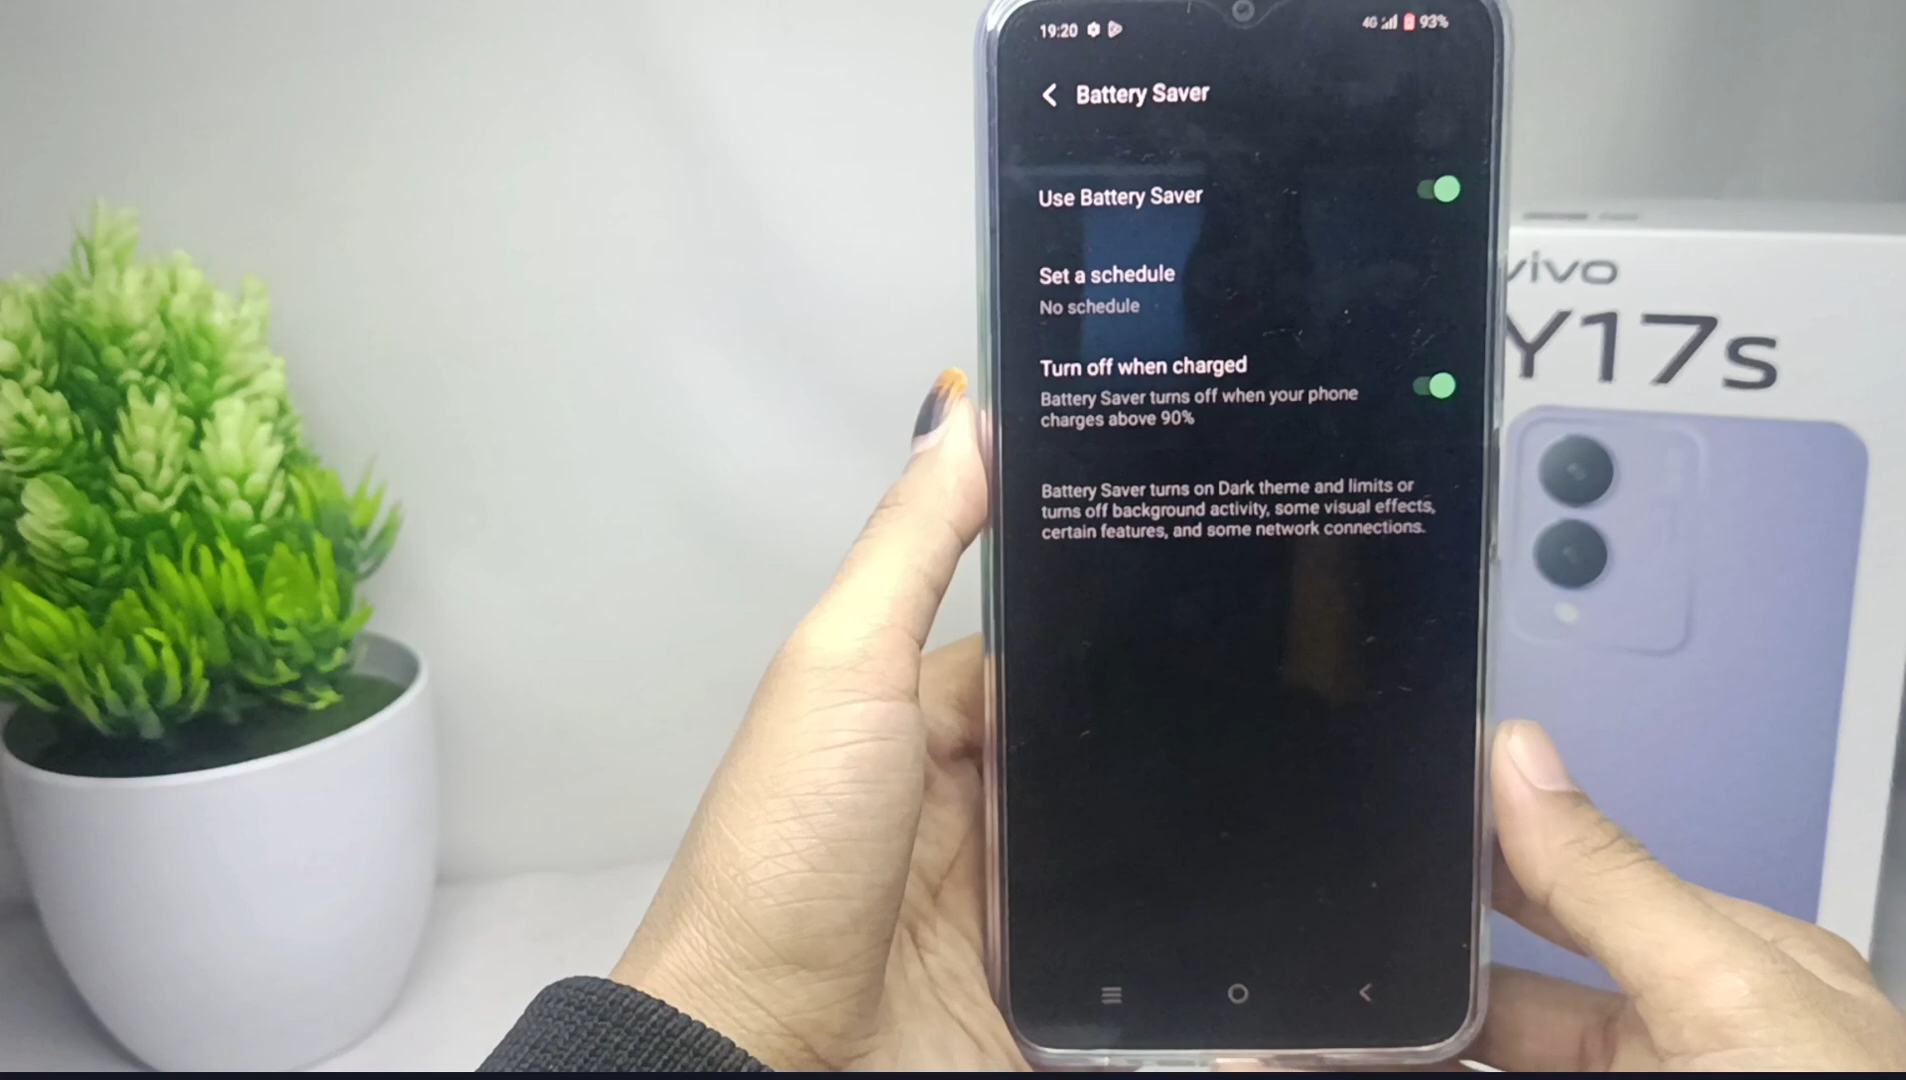 19:20 4G 93%
Battery Saver
Use Battery Saver
Set a schedule
No schedule
Turn off when charged
Battery Saver turns off when your phone
charges above 90%
Battery Saver turns on Dark theme and limits or
turns off background activity, some visual effects,
certain features, and some network connections.
vivo
Y17s